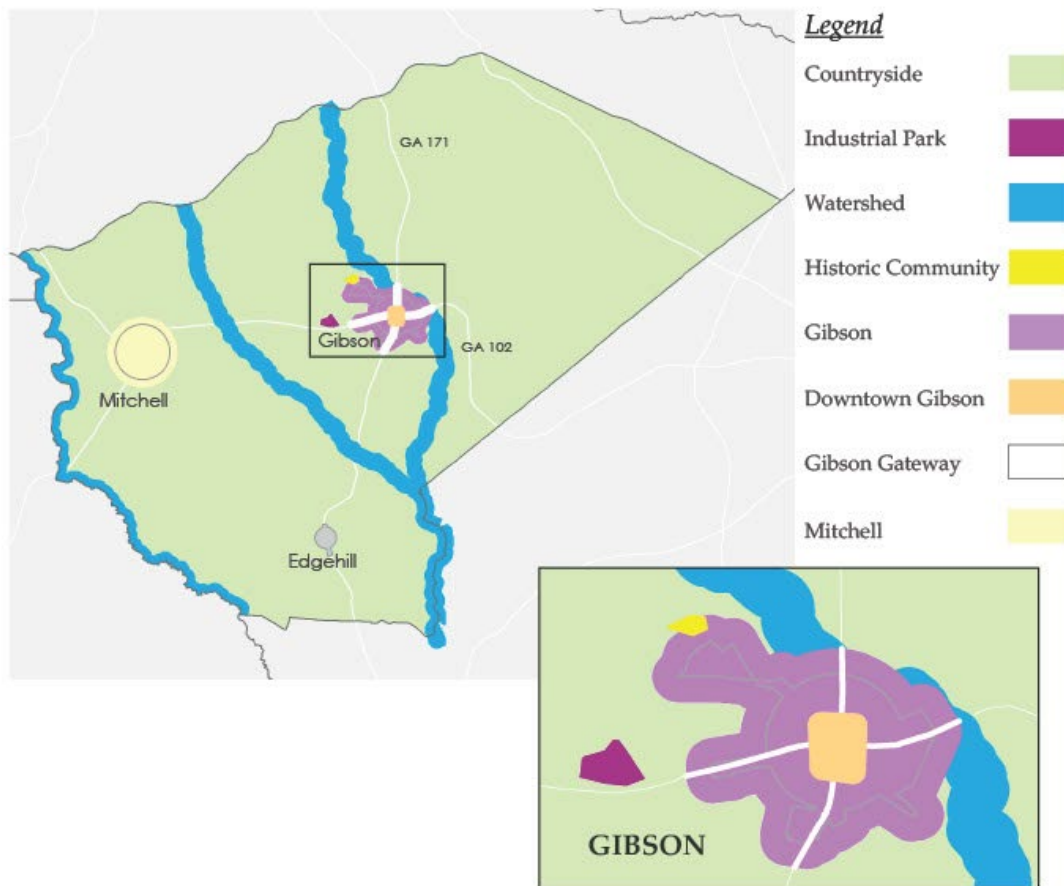 Legend
Countryside
Industrial Park
Watershed
Historic Community
Gibson
Downtown Gibson
Gibson Gateway
Mitchell
GA 171
Gibson
GA 102
Mitchell
Edgehill
GIBSON